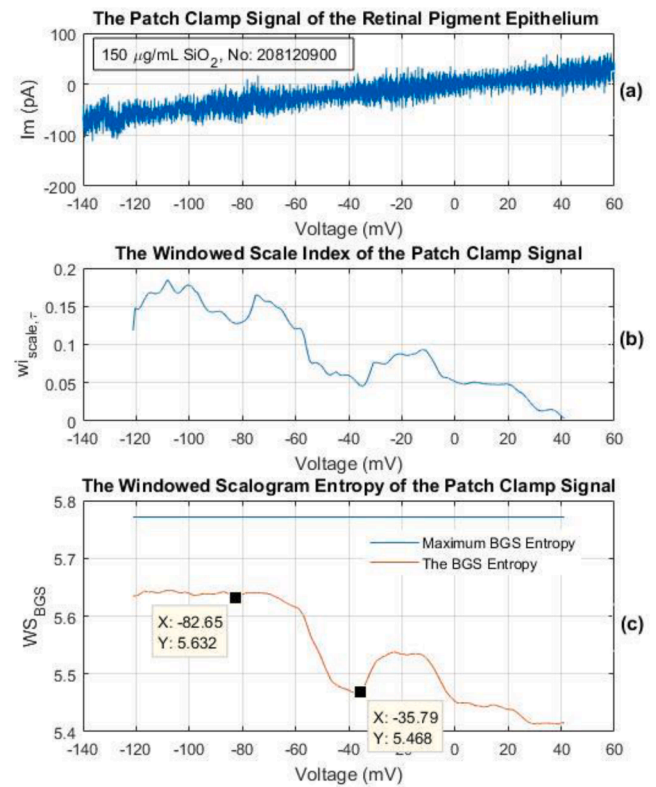 The Patch Clamp Signal of the Retinal Pigment Epithelium
100
0
-100
-200
Im (pA)
150 μg/mL SiO2, No: 208120900
(a)
-140 -120 -100 -80 -60 -40 -20 0 20 40 60
Voltage (mV)
The Windowed Scale Index of the Patch Clamp Signal
0.2
0.15
0.1
0.05
0
wi scale,τ
(b)
-140 -120 -100 -80 -60 -40 -20 0 20 40 60
Voltage (mV)
The Windowed Scalogram Entropy of the Patch Clamp Signal
5.8
5.7
5.6
5.5
5.4
WS BGS
Maximum BGS Entropy
The BGS Entropy
X: -82.65
Y: 5.632
X: -35.79
Y: 5.468
(c)
-140 -120 -100 -80 -60 -40 -20 0 20 40 60
Voltage (mV)